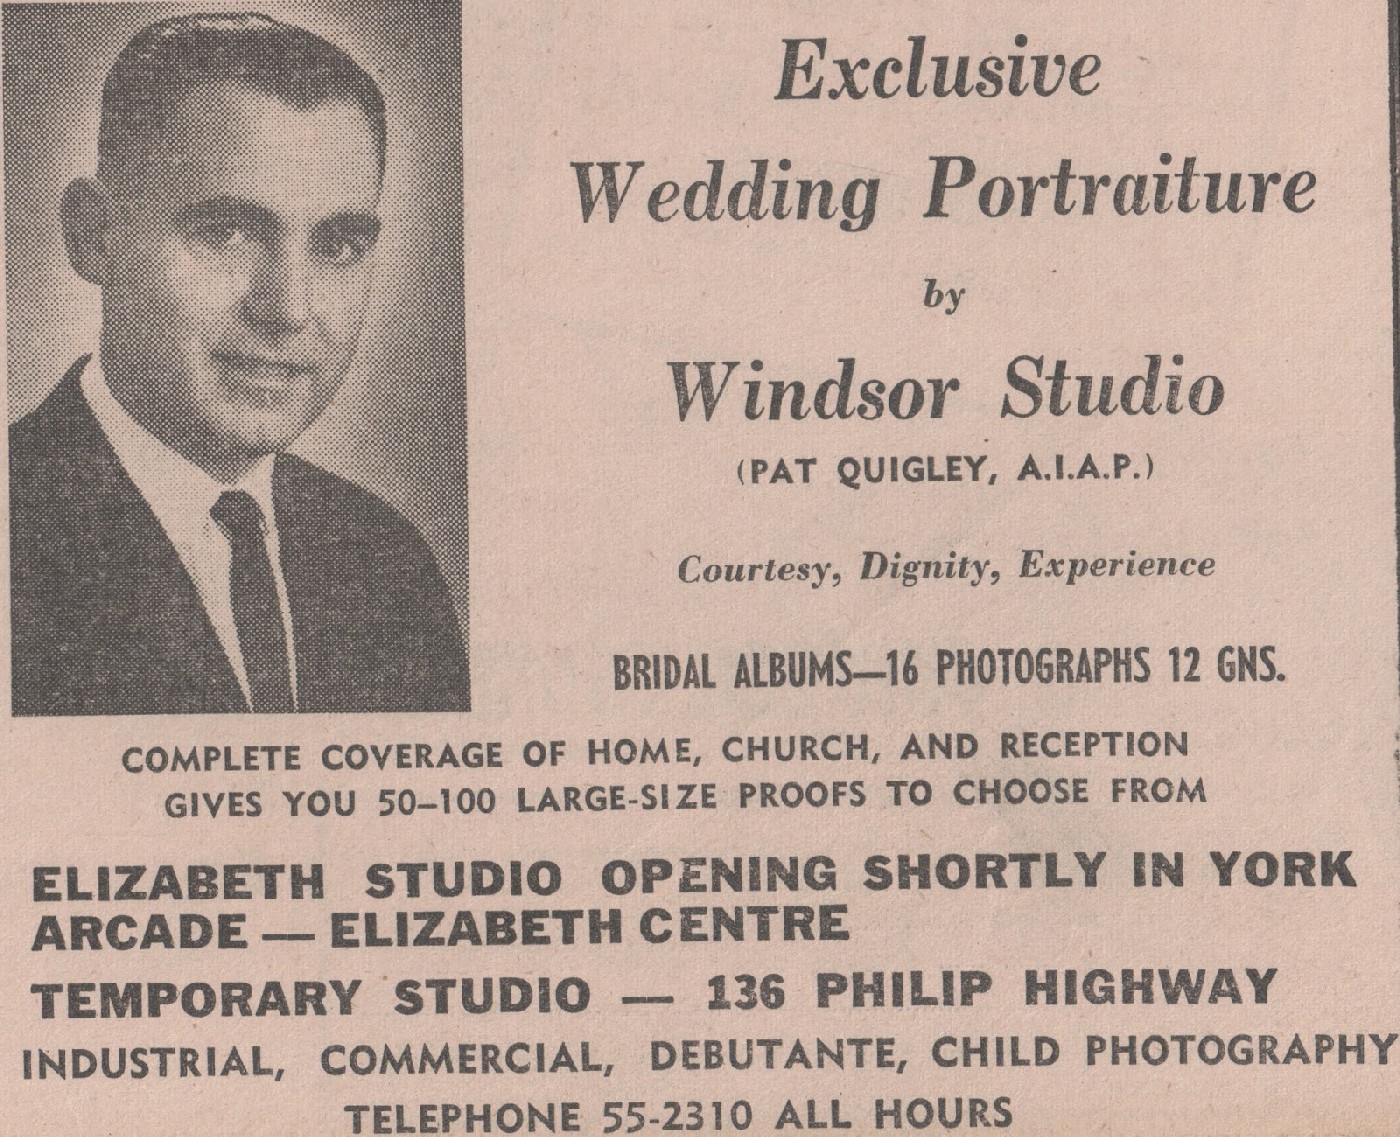 Exclusive
Wedding Portraiture
by
Windsor Studio
(PAT QUIGLEY, A.I.A.P.)
Courtesy, Dignity, Experience
BRIDAL ALBUMS—16 PHOTOGRAPHS 12 GNS.
COMPLETE COVERAGE OF HOME, CHURCH, AND RECEPTION
GIVES YOU 50–100 LARGE-SIZE PROOFS TO CHOOSE FROM
ELIZABETH STUDIO OPENING SHORTLY IN YORK
ARCADE — ELIZABETH CENTRE
TEMPORARY STUDIO — 136 PHILIP HIGHWAY
INDUSTRIAL, COMMERCIAL, DEBUTANTE, CHILD PHOTOGRAPHY
TELEPHONE 55-2310 ALL HOURS